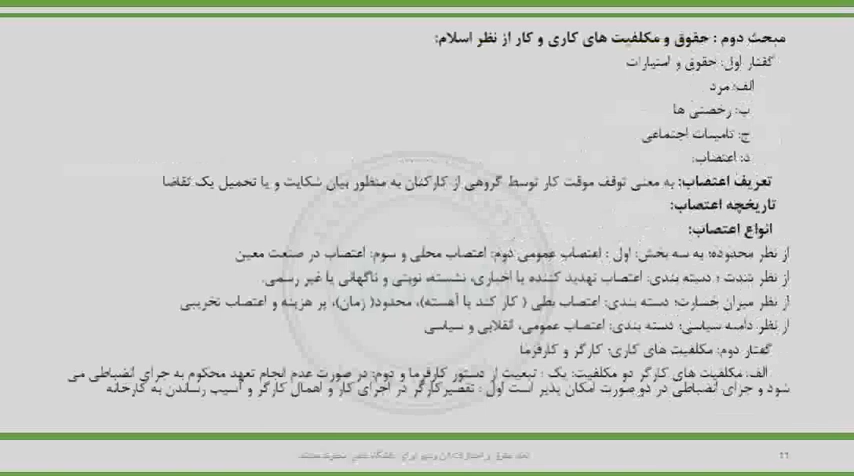 مبحث دوم : حقوق و مکلفیت های کاری و کار از نظر اسلام:
گفتار اول: حقوق و امتیازات
الف: مزد
ب: رخصتی ها
ج: تامینات اجتماعی
د: اعتصاب:
تعریف اعتصاب: به معنی توقف موقت کار توسط گروهی از کارکنان به منظور بیان شکایت و یا تحمیل یک تقاضا
تاریخچه اعتصاب:
انواع اعتصاب:
از نظر محدوده؛ به سه بخش: اول : اعتصاب عمومی دوم: اعتصاب محلی و سوم: اعتصاب در صنعت معین
از نظر شدت ؛ دسته بندی: اعتصاب تهدید کننده یا اخباری، نشسته، نوبتی و ناگهانی یا غیر رسمی.
از نظر میزان خسارت؛ دسته بندی: اعتصاب بطی ( کار کند یا آهسته)، محدود( زمان)، پر هزینه و اعتصاب تخریبی
از نظر دامنه سیاسی؛ دسته بندی: اعتصاب عمومی، انقلابی و سیاسی
گفتار دوم: مکلفیت های کاری؛ کارگر و کارفرما
الف: مکلفیت های کارگر دو مکلفیت: یک : تبعیت از دستور کارفرما و دوم: در صورت عدم انجام تعهد محکوم به جزای انضباطی می
شود و جزای انضباطی در دو صورت امکان پذیر است اول : تقصیر کارگر در اجرای کار و اهمال کارگر و آسیب رساندن به کارخانه